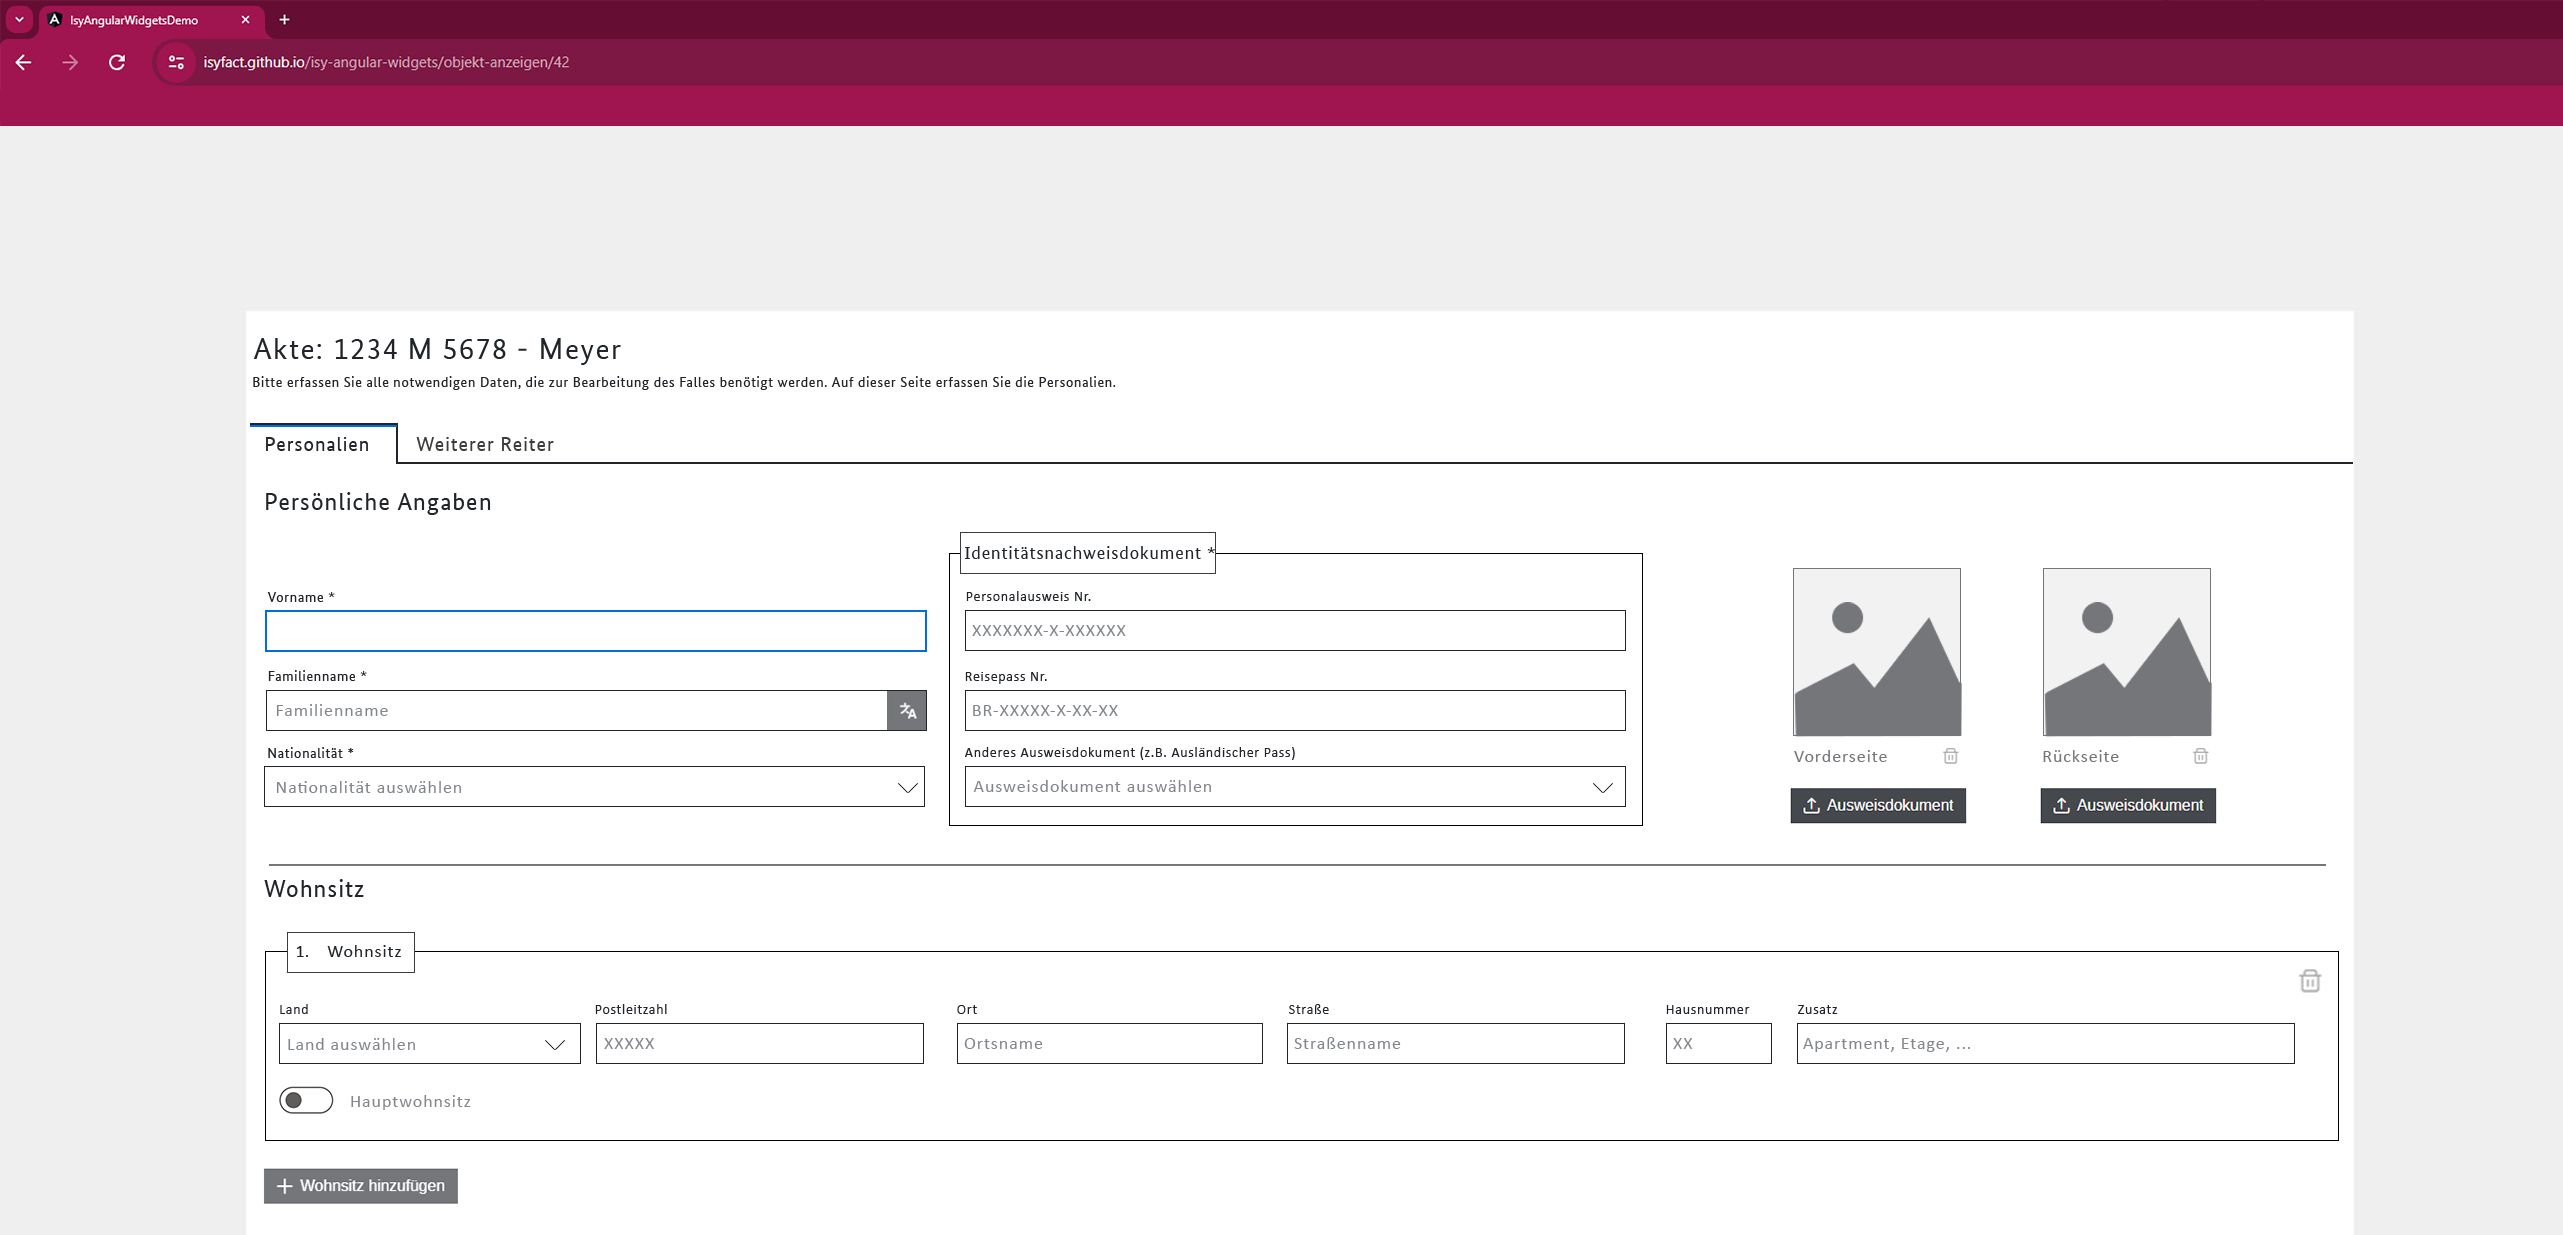 IsyAngularWidgetsDemo
isyfact.github.io/isy-angular-widgets/objekt-anzeigen/42
Akte: 1234 M 5678 - Meyer
Bitte erfassen Sie alle notwendigen Daten, die zur Bearbeitung des Falles benötigt werden. Auf dieser Seite erfassen Sie die Personalien.
Personalien
Weiterer Reiter
Persönliche Angaben
Vorname *
Familienname *
Familienname
Nationalität *
Nationalität auswählen
Identitätsnachweisdokument *
Personalausweis Nr.
XXXXXXX-X-XXXXXX
Reisepass Nr.
BR-XXXXX-X-XX-XX
Anderes Ausweisdokument (z.B. Ausländischer Pass)
Ausweisdokument auswählen
Vorderseite
Ausweisdokument
Rückseite
Ausweisdokument
Wohnsitz
1. Wohnsitz
Land
Land auswählen
Postleitzahl
XXXXX
Ort
Ortsname
Straße
Straßenname
Hausnummer
XX
Zusatz
Apartment, Etage, ...
Hauptwohnsitz
Wohnsitz hinzufügen